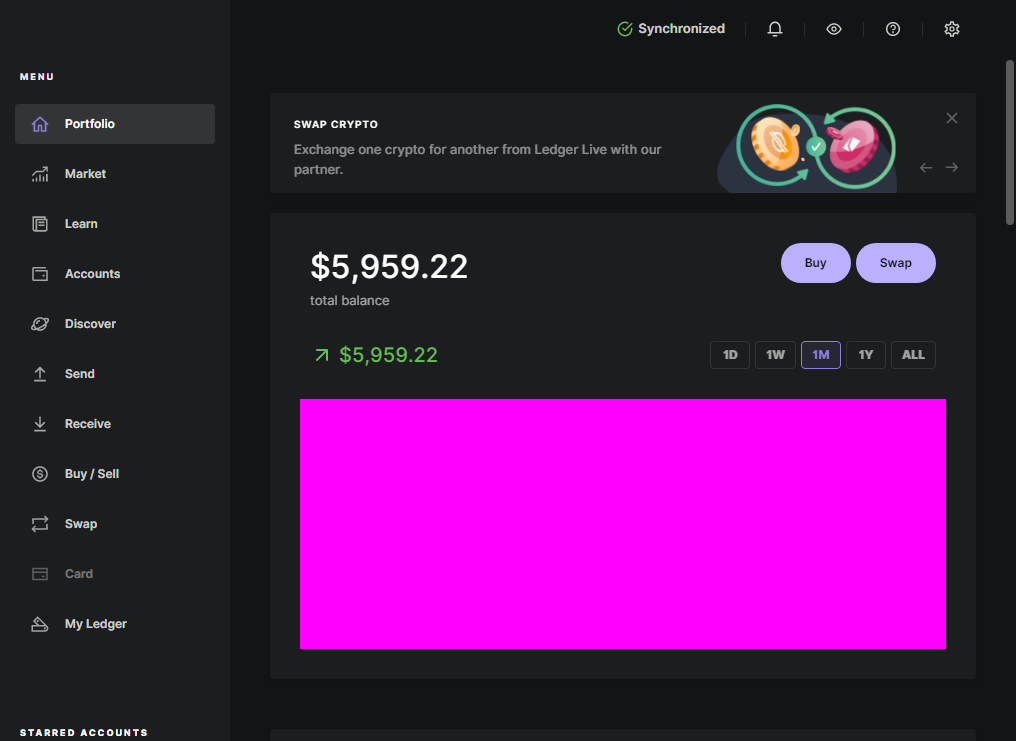 Synchronized
MENU
Portfolio
Market
Learn
Accounts
Discover
Send
Receive
Buy / Sell
Swap
Card
My Ledger
STARRED ACCOUNTS
SWAP CRYPTO
Exchange one crypto for another from Ledger Live with our
partner.
$5,959.22
total balance
Buy
Swap
$5,959.22
1D
1W
1M
1Y
ALL